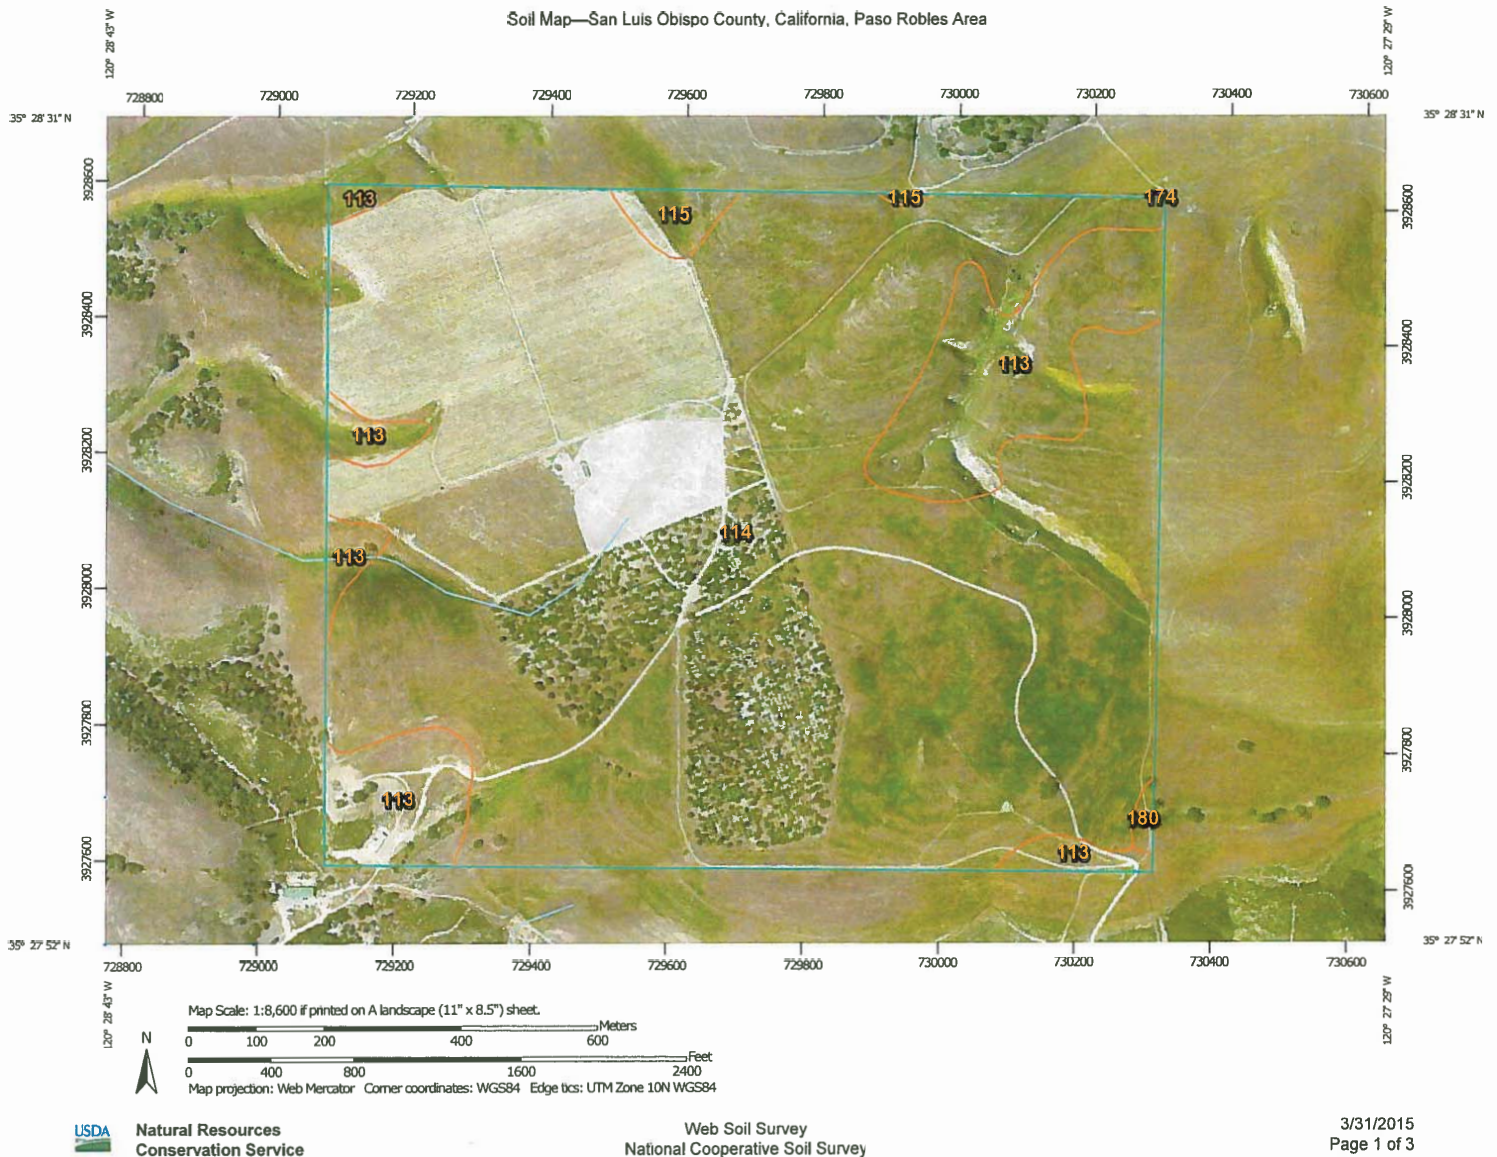 Soil Map—San Luis Obispo County, California, Paso Robles Area
120° 28' 43" W
120° 27' 29" W
728800 729000 729200 729400 729600 729800 730000 730200 730400 730600
35° 28' 31" N
35° 28' 31" N
3928600
3928600
113
115
115
174
3928400
3928400
113
113
3928200
3928200
114
113
3928000
3928000
3927800
3927800
113
180
113
3927600
3927600
35° 27' 52" N
35° 27' 52" N
728800 729000 729200 729400 729600 729800 730000 730200 730400 730600
120° 28' 43" W
120° 27' 29" W
Map Scale: 1:8,600 if printed on A landscape (11" x 8.5") sheet.
Meters
0 100 200 400 600
N
Feet
0 400 800 1600 2400
Map projection: Web Mercator Corner coordinates: WGS84 Edge tics: UTM Zone 10N WGS84
USDA
Natural Resources
Conservation Service
Web Soil Survey
National Cooperative Soil Survey
3/31/2015
Page 1 of 3